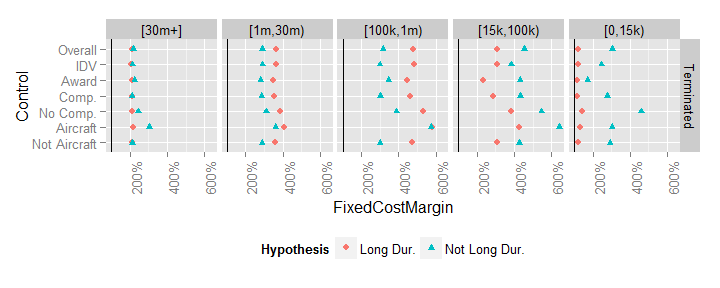 [30m+] [1m,30m) [100k,1m) [15k,100k) [0,15k)
Control
Overall
IDV
Award
Comp.
No Comp.
Aircraft
Not Aircraft
Terminated
200% 400% 600% 200% 400% 600% 200% 400% 600% 200% 400% 600% 200% 400% 600%
FixedCostMargin
Hypothesis Long Dur. Not Long Dur.